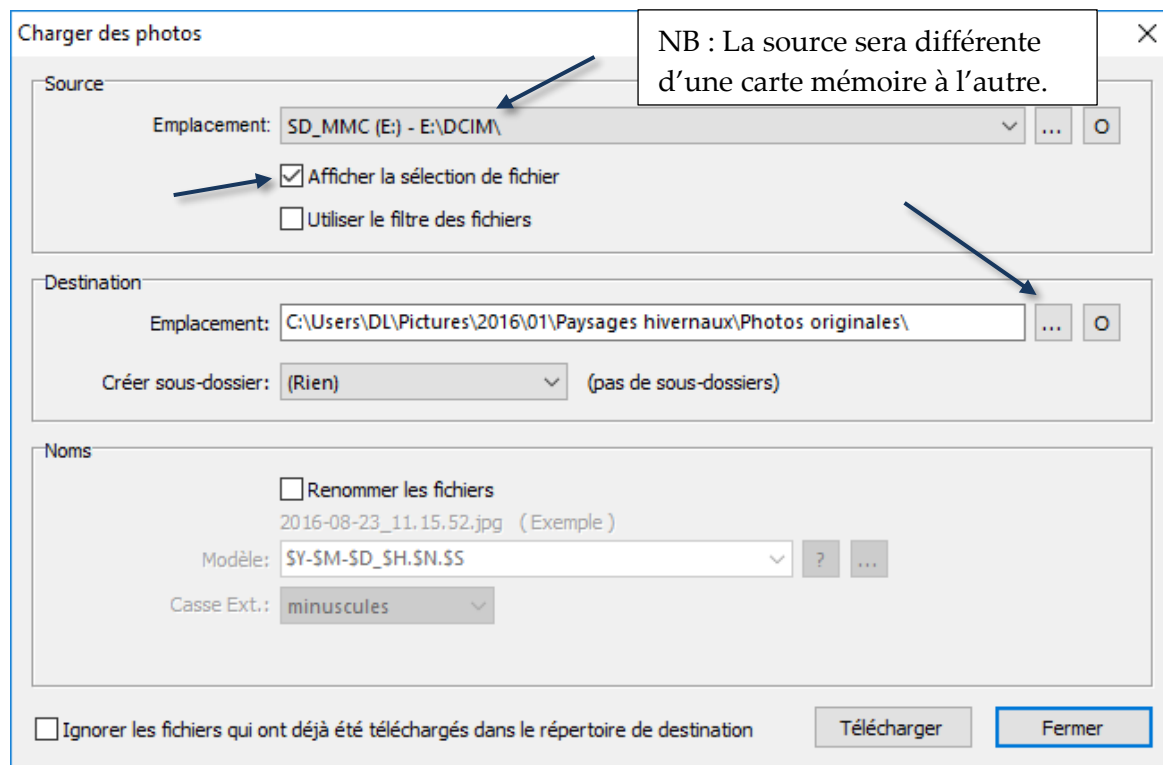 Charger des photos
NB : La source sera différente
d’une carte mémoire à l’autre.
Source
Emplacement: SD_MMC (E:) - E:\DCIM\ ... O
Afficher la sélection de fichier
Utiliser le filtre des fichiers
Destination
Emplacement: C:\Users\DL\Pictures\2016\01\Paysages hivernaux\Photos originales\ ... O
Créer sous-dossier: (Rien) (pas de sous-dossiers)
Noms
Renommer les fichiers
2016-08-23_11.15.52.jpg ( Exemple )
Modèle: $Y-$M-$D_$H.$N.$S ? ...
Casse Ext.: minuscules
Ignorer les fichiers qui ont déjà été téléchargés dans le répertoire de destination Télécharger Fermer